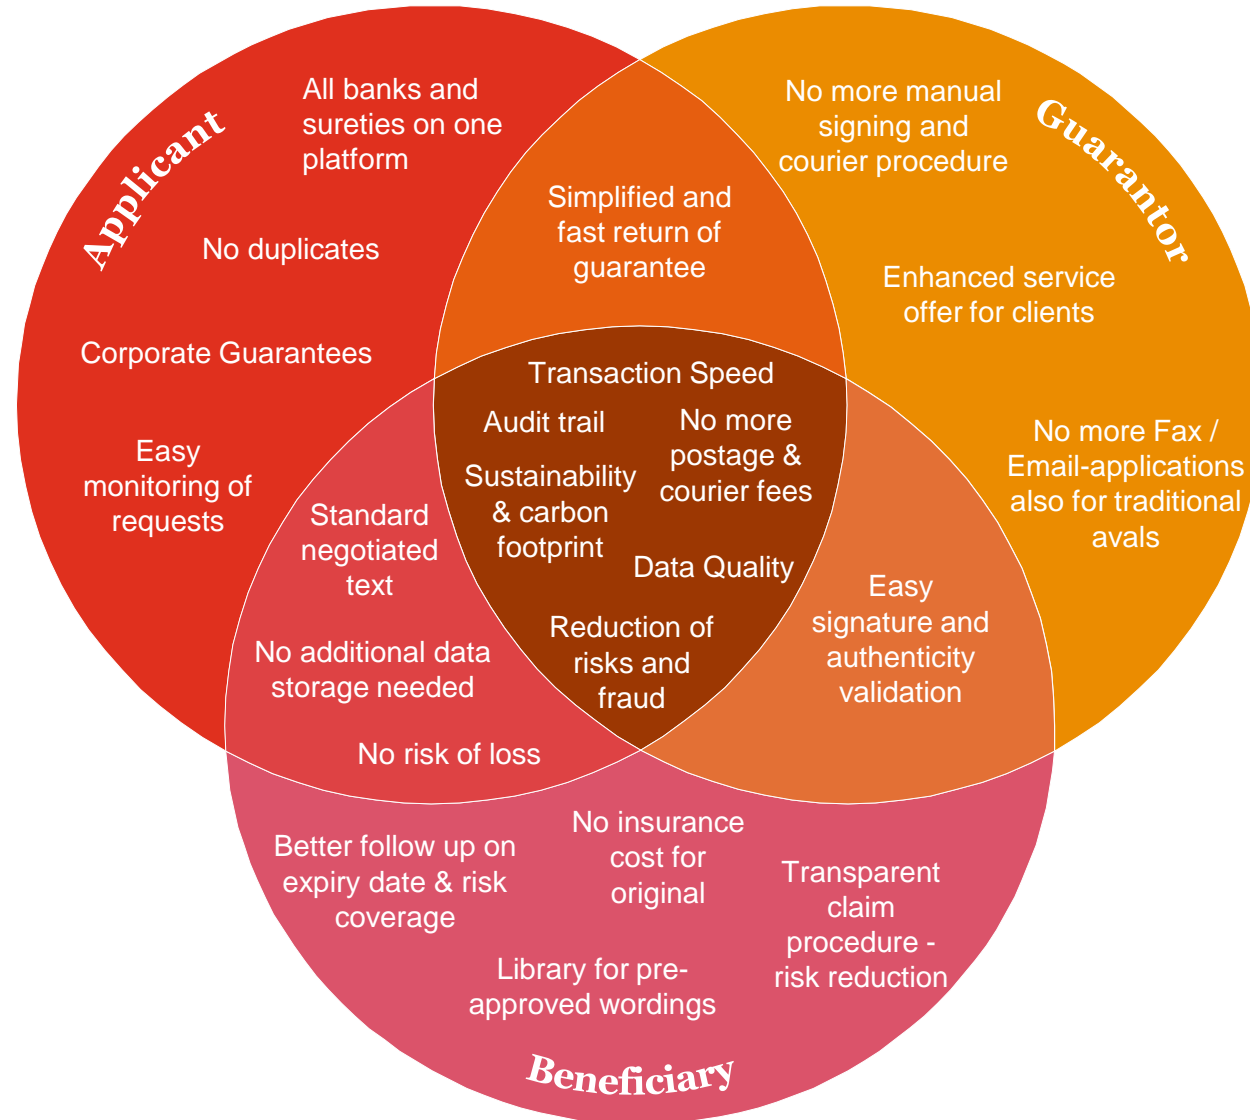 Applicant
All banks and
sureties on one
platform
No duplicates
Corporate Guarantees
Easy
monitoring of
requests
Simplified and
fast return of
guarantee
Guarantor
No more manual
signing and
courier procedure
Enhanced service
offer for clients
No more Fax /
Email-applications
also for traditional
avals
Transaction Speed
Audit trail
No more
postage &
courier fees
Sustainability
& carbon
footprint
Data Quality
Reduction of
risks and
fraud
Standard
negotiated
text
No additional data
storage needed
No risk of loss
Easy
signature and
authenticity
validation
Better follow up on
expiry date & risk
coverage
No insurance
cost for
original
Transparent
claim
procedure -
risk reduction
Library for pre-
approved wordings
Beneficiary